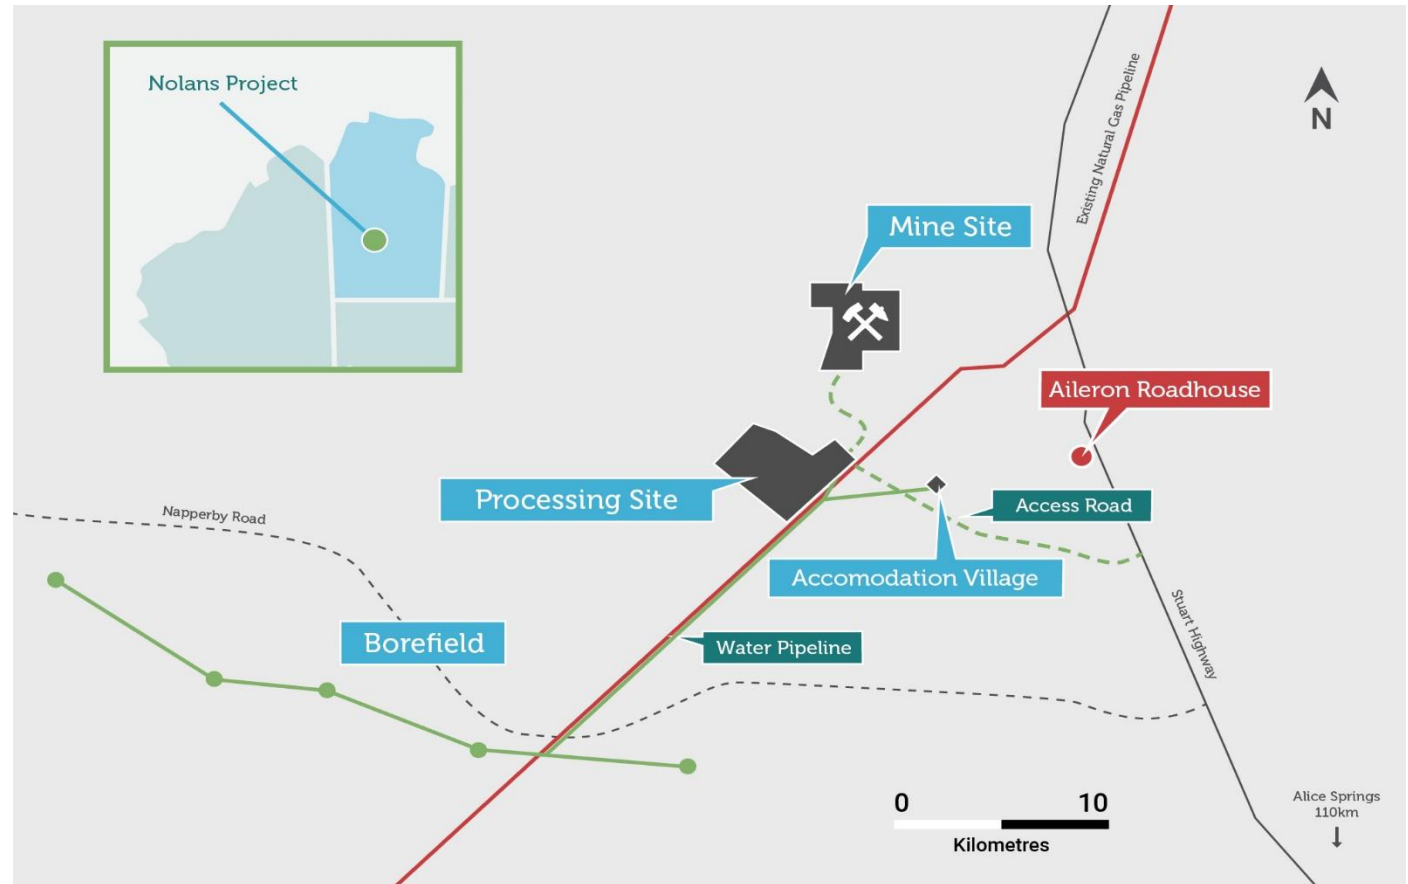 Nolans Project
N
Existing Natural Gas Pipeline
Mine Site
Aileron Roadhouse
Processing Site
Access Road
Napperby Road
Accomodation Village
Stuart Highway
Borefield
Water Pipeline
0 10
Kilometres
Alice Springs
110km